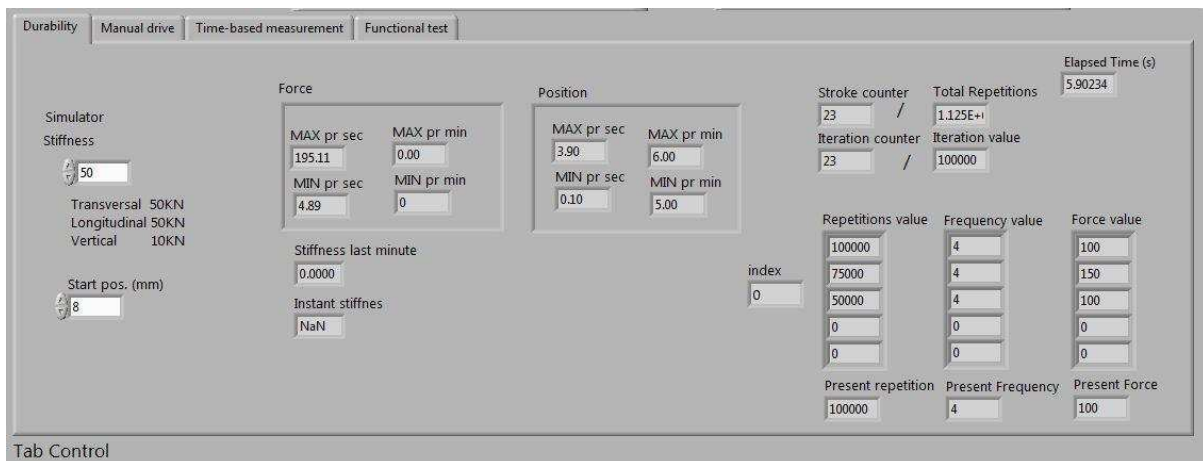 Durability Manual drive Time-based measurement Functional test
Elapsed Time (s)
5.90234
Simulator
Stiffness
50
Transversal 50KN
Longitudinal 50KN
Vertical 10KN
Start pos. (mm)
8
Force
MAX pr sec MAX pr min
195.11 0.00
MIN pr sec MIN pr min
4.89 0
Stiffness last minute
0.0000
Instant stiffnes
NaN
Position
MAX pr sec MAX pr min
3.90 6.00
MIN pr sec MIN pr min
0.10 5.00
Stroke counter Total Repetitions
23 / 1.125E+
Iteration counter Iteration value
23 / 100000
index
0
Repetitions value Frequency value Force value
100000 4 100
75000 4 150
50000 4 100
0 0 0
0 0 0
Present repetition Present Frequency Present Force
100000 4 100
Tab Control